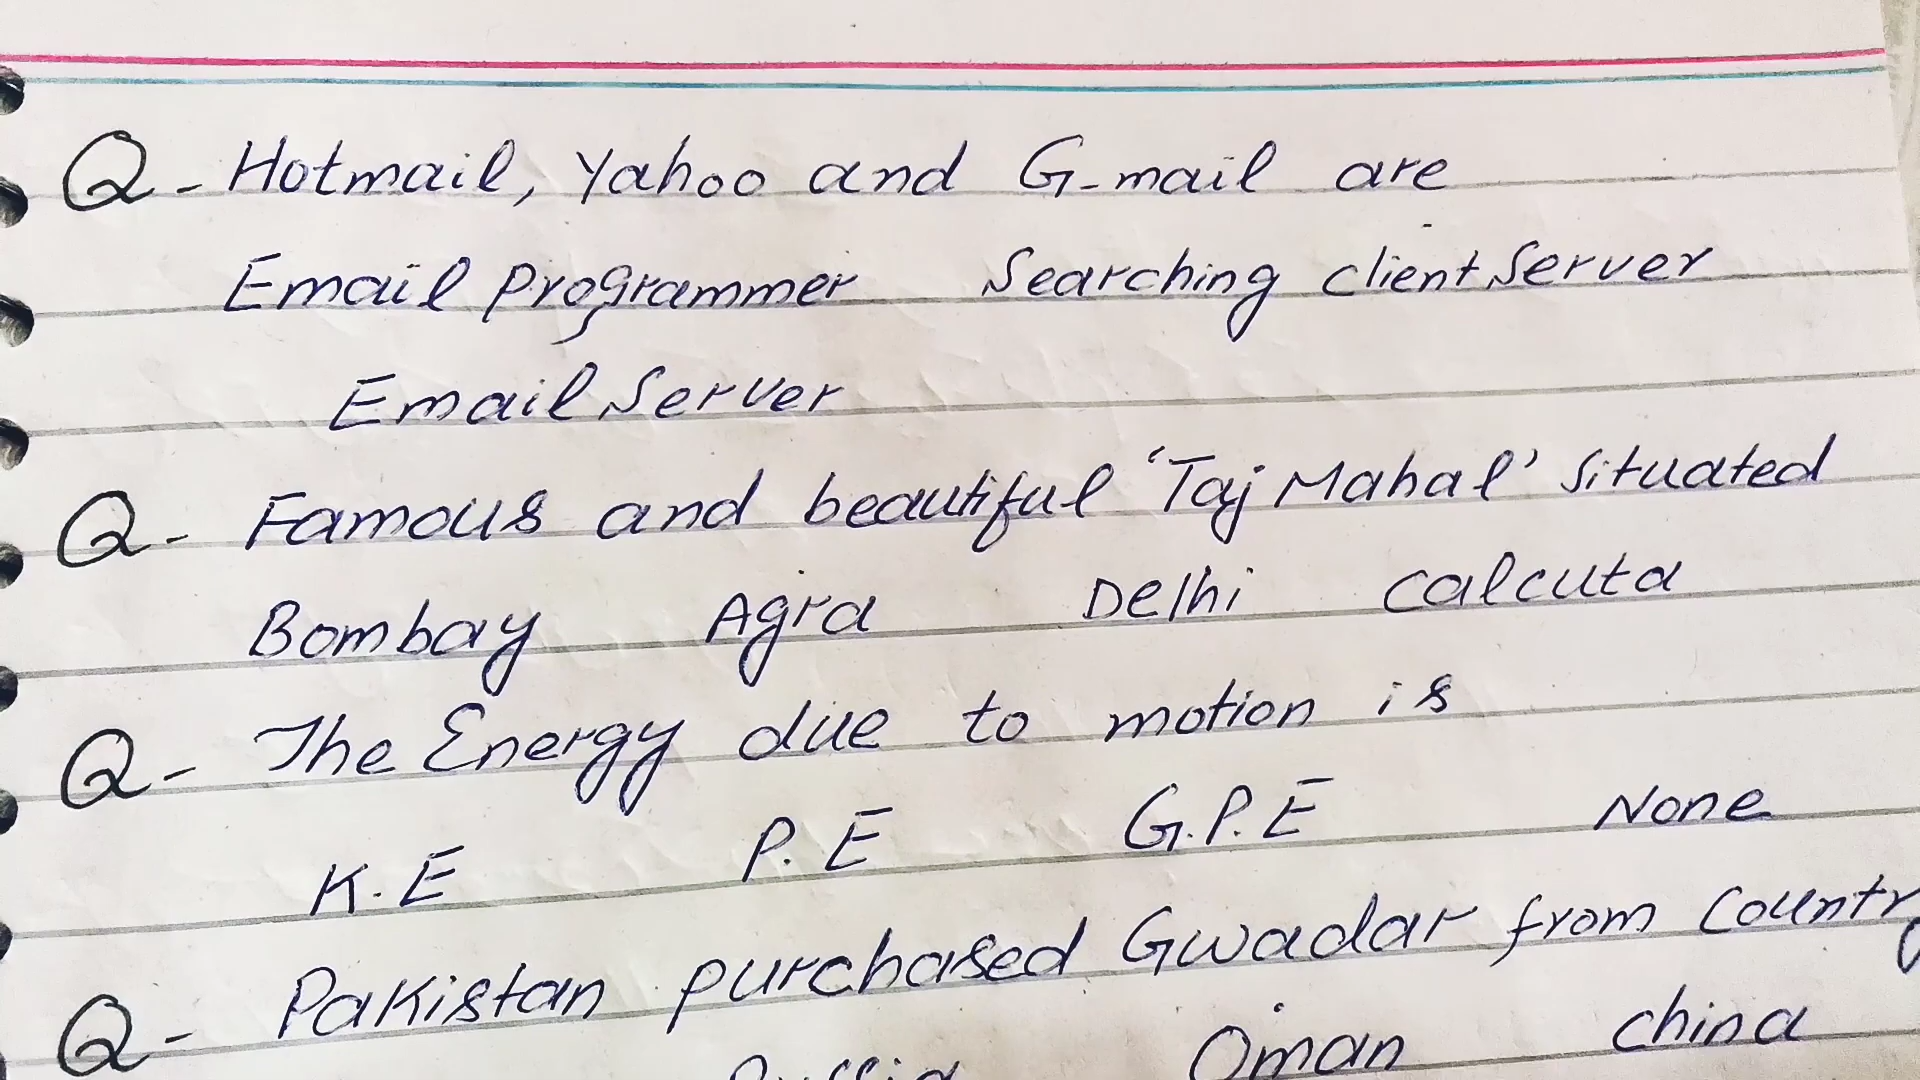 Q- Hotmail, Yahoo and G-mail are
Email programmer Searching client Server
Email Server
Q- Famous and beautiful 'Taj Mahal' situated
Bombay Agra Delhi Calcuta
Q- The Energy due to motion is
K.E P.E G.P.E None
Q- Pakistan purchased Gwadar from Country
Russia Oman China